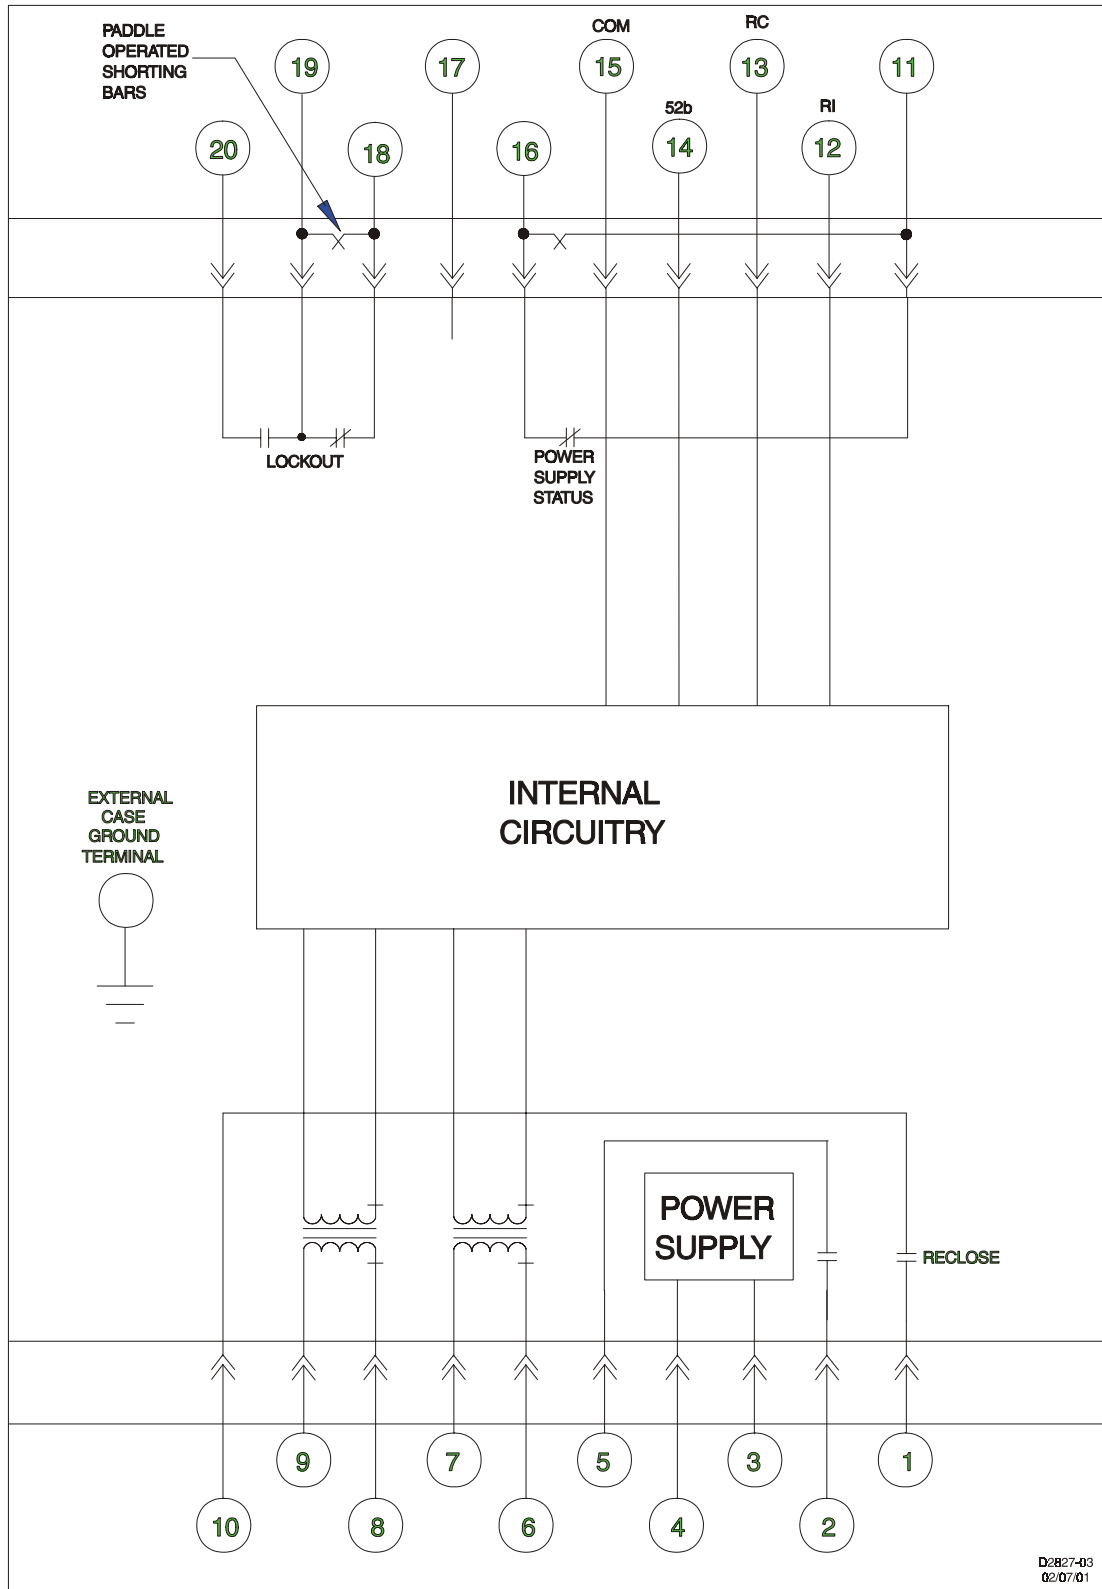 PADDLE
OPERATED
SHORTING
BARS
COM
RC
19
17
15
13
11
52b
RI
20
18
16
14
12
LOCKOUT
POWER
SUPPLY
STATUS
INTERNAL
CIRCUITRY
EXTERNAL
CASE
GROUND
TERMINAL
POWER
SUPPLY
RECLOSE
9
7
5
3
1
10
8
6
4
2
D2827-03
02/07/01